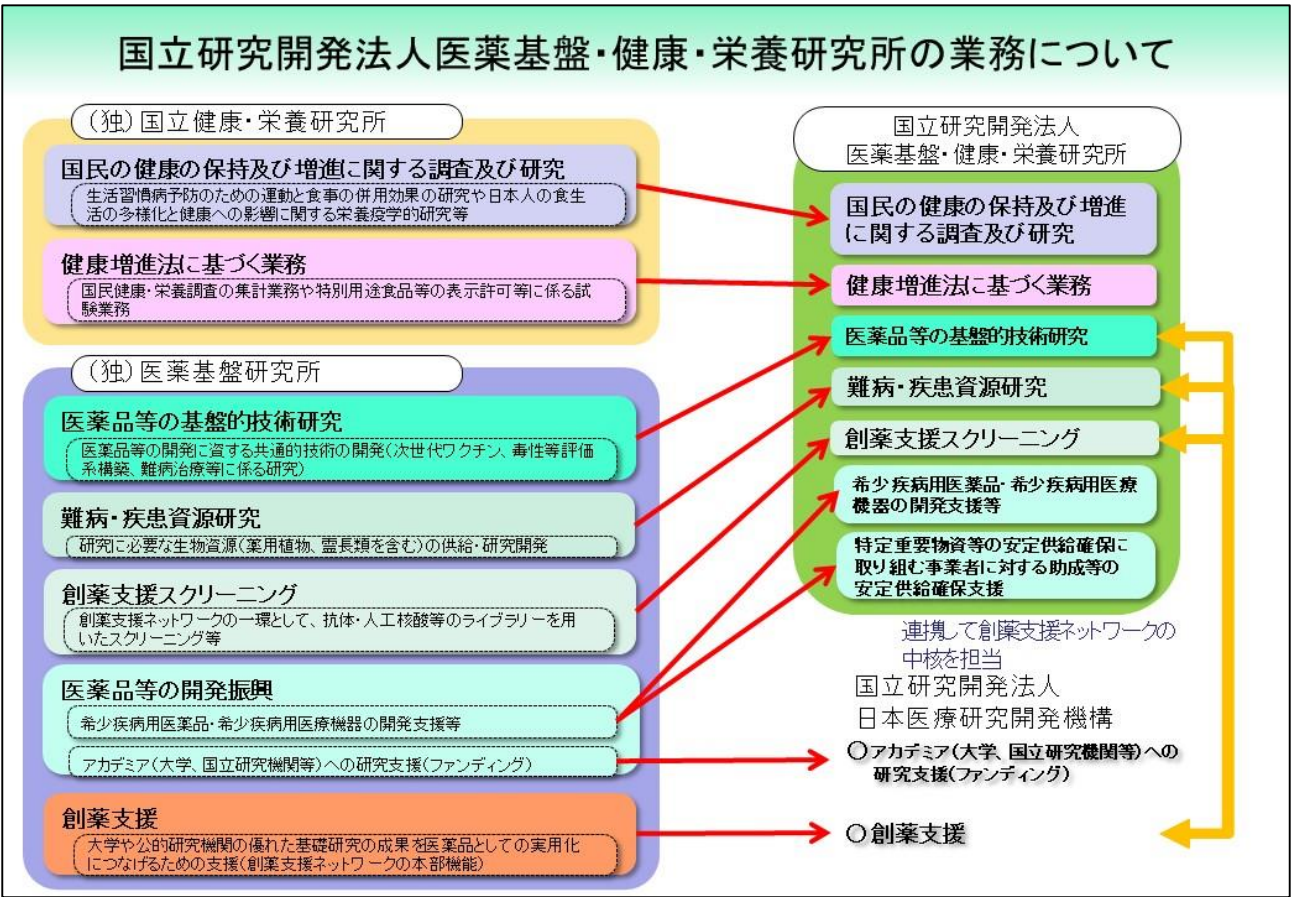 国立研究開発法人医薬基盤・健康・栄養研究所の業務について
（独）国立健康・栄養研究所
国民の健康の保持及び増進に関する調査及び研究
生活習慣病予防のための運動と食事の併用効果の研究や日本人の食生
活の多様化と健康への影響に関する栄養疫学的研究等
健康増進法に基づく業務
国民健康・栄養調査の集計業務や特別用途食品等の表示許可等に係る試
験業務
（独）医薬基盤研究所
医薬品等の基盤的技術研究
医薬品等の開発に資する共通的技術の開発（次世代ワクチン、毒性等評価
系構築、難病治療等に係る研究）
難病・疾患資源研究
研究に必要な生物資源（薬用植物、霊長類を含む）の供給・研究開発
創薬支援スクリーニング
創薬支援ネットワークの一環として、抗体・人工核酸等のライブラリーを用
いたスクリーニング等
医薬品等の開発振興
希少疾病用医薬品・希少疾病用医療機器の開発支援等
アカデミア（大学、国立研究機関等）への研究支援（ファンディング）
創薬支援
大学や公的研究機関の優れた基礎研究の成果を医薬品としての実用化
につなげるための支援（創薬支援ネットワークの本部機能）
国立研究開発法人
医薬基盤・健康・栄養研究所
国民の健康の保持及び増進
に関する調査及び研究
健康増進法に基づく業務
医薬品等の基盤的技術研究
難病・疾患資源研究
創薬支援スクリーニング
希少疾病用医薬品・希少疾病用医療
機器の開発支援等
特定重要物資等の安定供給確保に
取り組む事業者に対する助成等の
安定供給確保支援
連携して創薬支援ネットワークの
中核を担当
国立研究開発法人
日本医療研究開発機構
○アカデミア（大学、国立研究機関等）への
研究支援（ファンディング）
○創薬支援